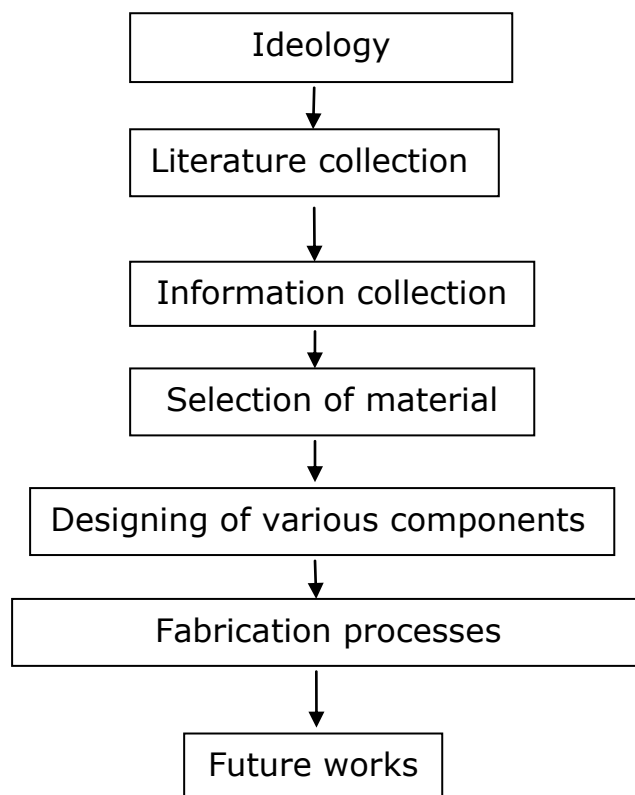 Ideology
Literature collection
Information collection
Selection of material
Designing of various components
Fabrication processes
Future works